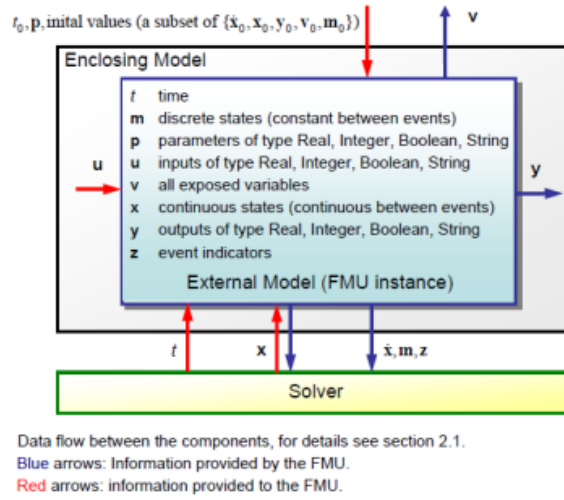 t₀,p,inital values (a subset of {ẋ₀,x₀,y₀,v₀,m₀})
v
Enclosing Model
t time
m discrete states (constant between events)
p parameters of type Real, Integer, Boolean, String
u
u inputs of type Real, Integer, Boolean, String
y
v all exposed variables
x continuous states (continuous between events)
y outputs of type Real, Integer, Boolean, String
z event indicators
External Model (FMU instance)
t
x
ẋ,m,z
Solver
Data flow between the components, for details see section 2.1.
Blue arrows: Information provided by the FMU.
Red arrows: information provided to the FMU.